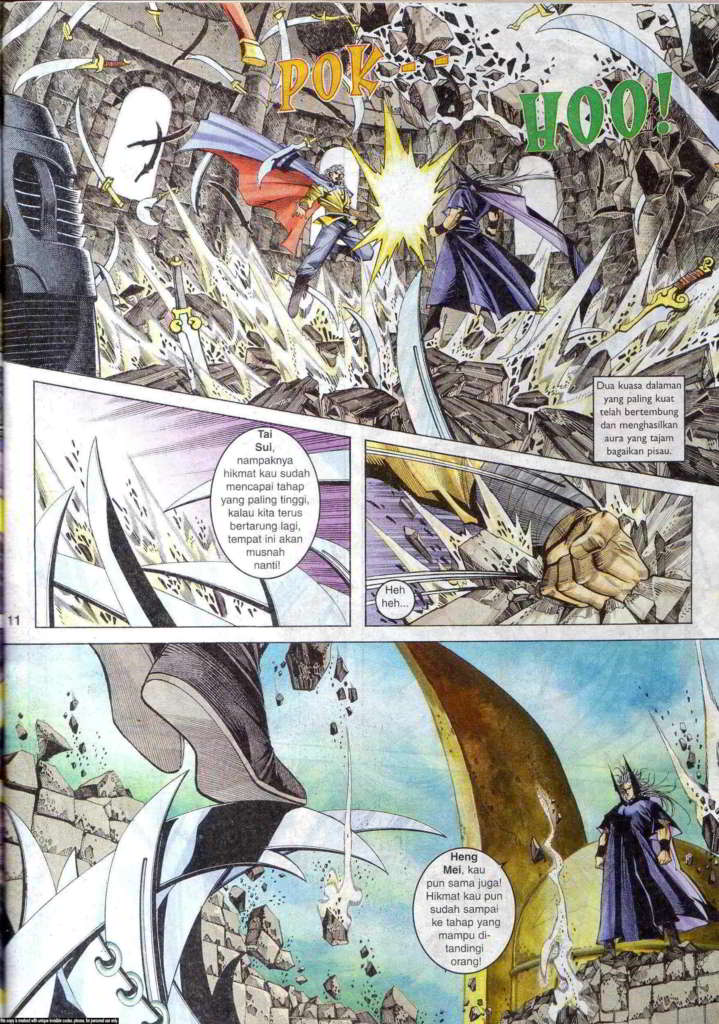 POK--
HOO!
Dua kuasa dalaman
yang paling kuat
telah bertembung
dan menghasilkan
aura yang tajam
bagaikan pisau.
Tai
Sui,
nampaknya
hikmat kau sudah
mencapai tahap
yang paling tinggi,
kalau kita terus
bertarung lagi,
tempat ini akan
musnah
nanti!
Heh
heh...
11
Heng
Mei, kau
pun sama juga!
Hikmat kau pun
sudah sampai
ke tahap yang
mampu di-
tandingi
orang!